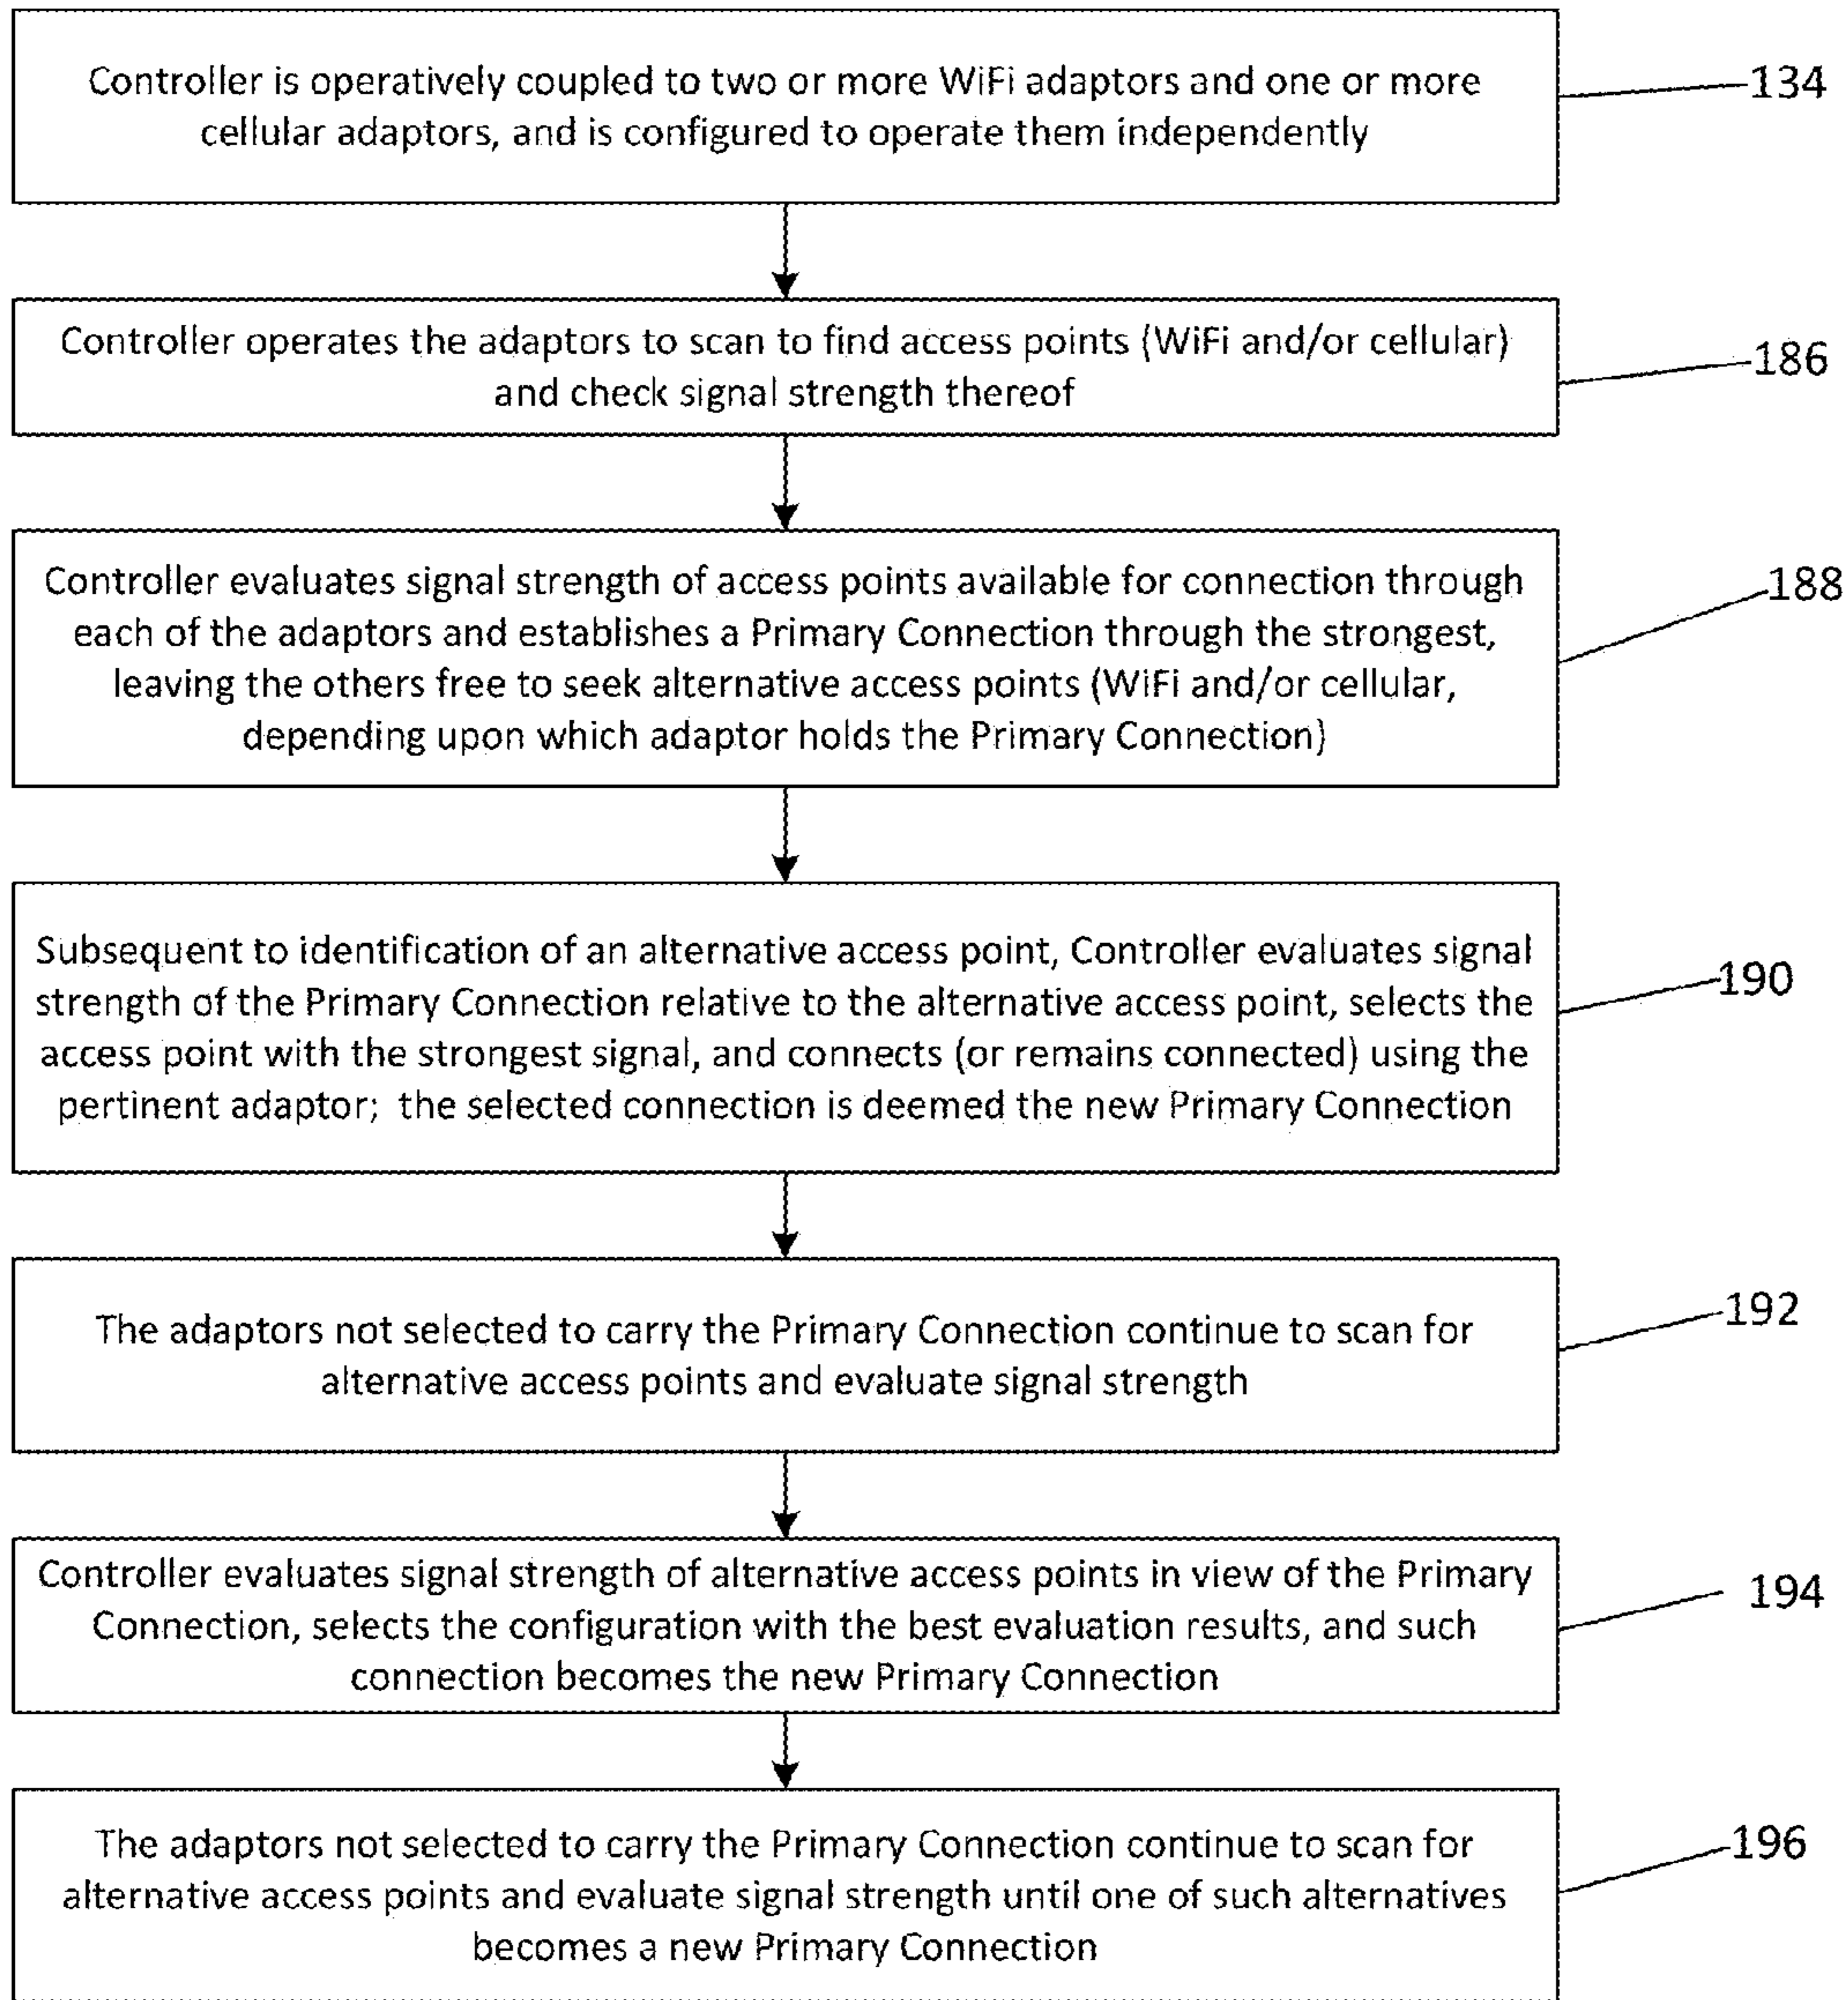 Controller is operatively coupled to two or more WiFi adaptors and one or more
cellular adaptors, and is configured to operate them independently
134
Controller operates the adaptors to scan to find access points (WiFi and/or cellular)
and check signal strength thereof
186
Controller evaluates signal strength of access points available for connection through
each of the adaptors and establishes a Primary Connection through the strongest,
leaving the others free to seek alternative access points (WiFi and/or cellular,
depending upon which adaptor holds the Primary Connection)
188
Subsequent to identification of an alternative access point, Controller evaluates signal
strength of the Primary Connection relative to the alternative access point, selects the
access point with the strongest signal, and connects (or remains connected) using the
pertinent adaptor; the selected connection is deemed the new Primary Connection
190
The adaptors not selected to carry the Primary Connection continue to scan for
alternative access points and evaluate signal strength
192
Controller evaluates signal strength of alternative access points in view of the Primary
Connection, selects the configuration with the best evaluation results, and such
connection becomes the new Primary Connection
194
The adaptors not selected to carry the Primary Connection continue to scan for
alternative access points and evaluate signal strength until one of such alternatives
becomes a new Primary Connection
196